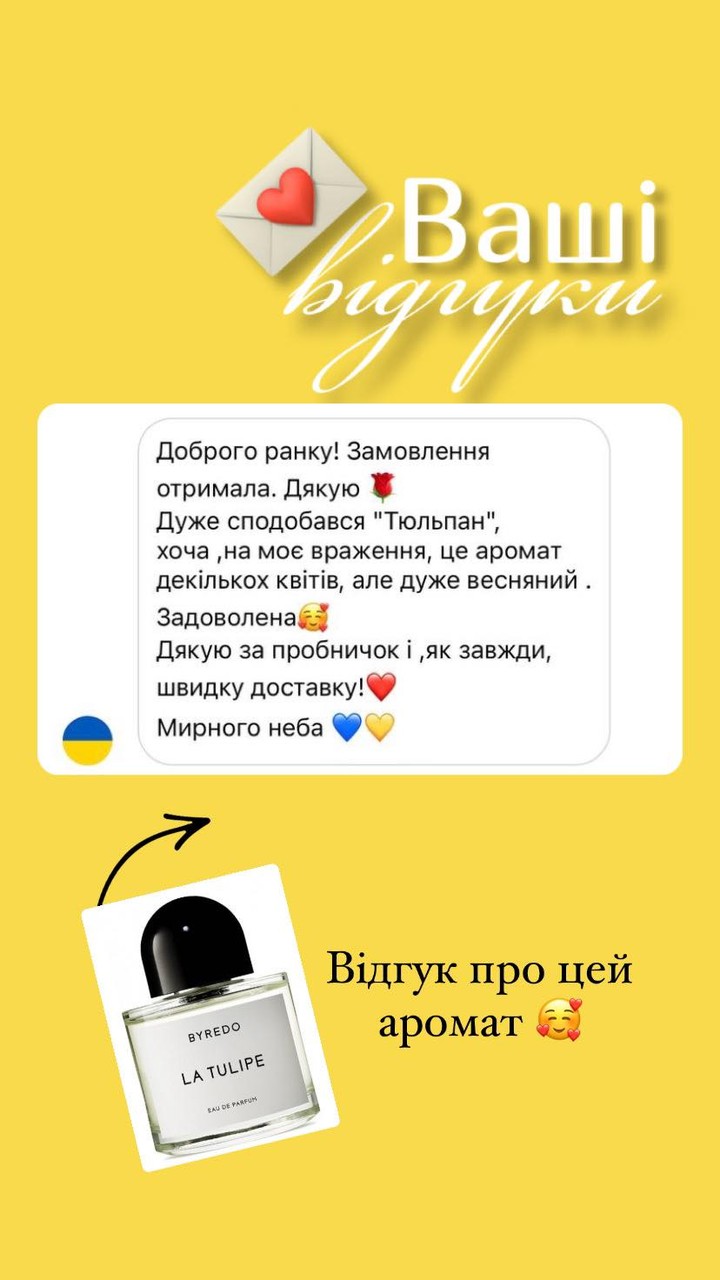 Ваші
відгуки
Доброго ранку! Замовлення
отримала. Дякую 🌹
Дуже сподобався "Тюльпан",
хоча ,на моє враження, це аромат
декількох квітів, але дуже весняний .
Задоволена🥰
Дякую за пробничок і ,як завжди,
швидку доставку!❤️
Мирного неба 💙💛
BYREDO
LA TULIPE
EAU DE PARFUM
Відгук про цей
аромат 🥰